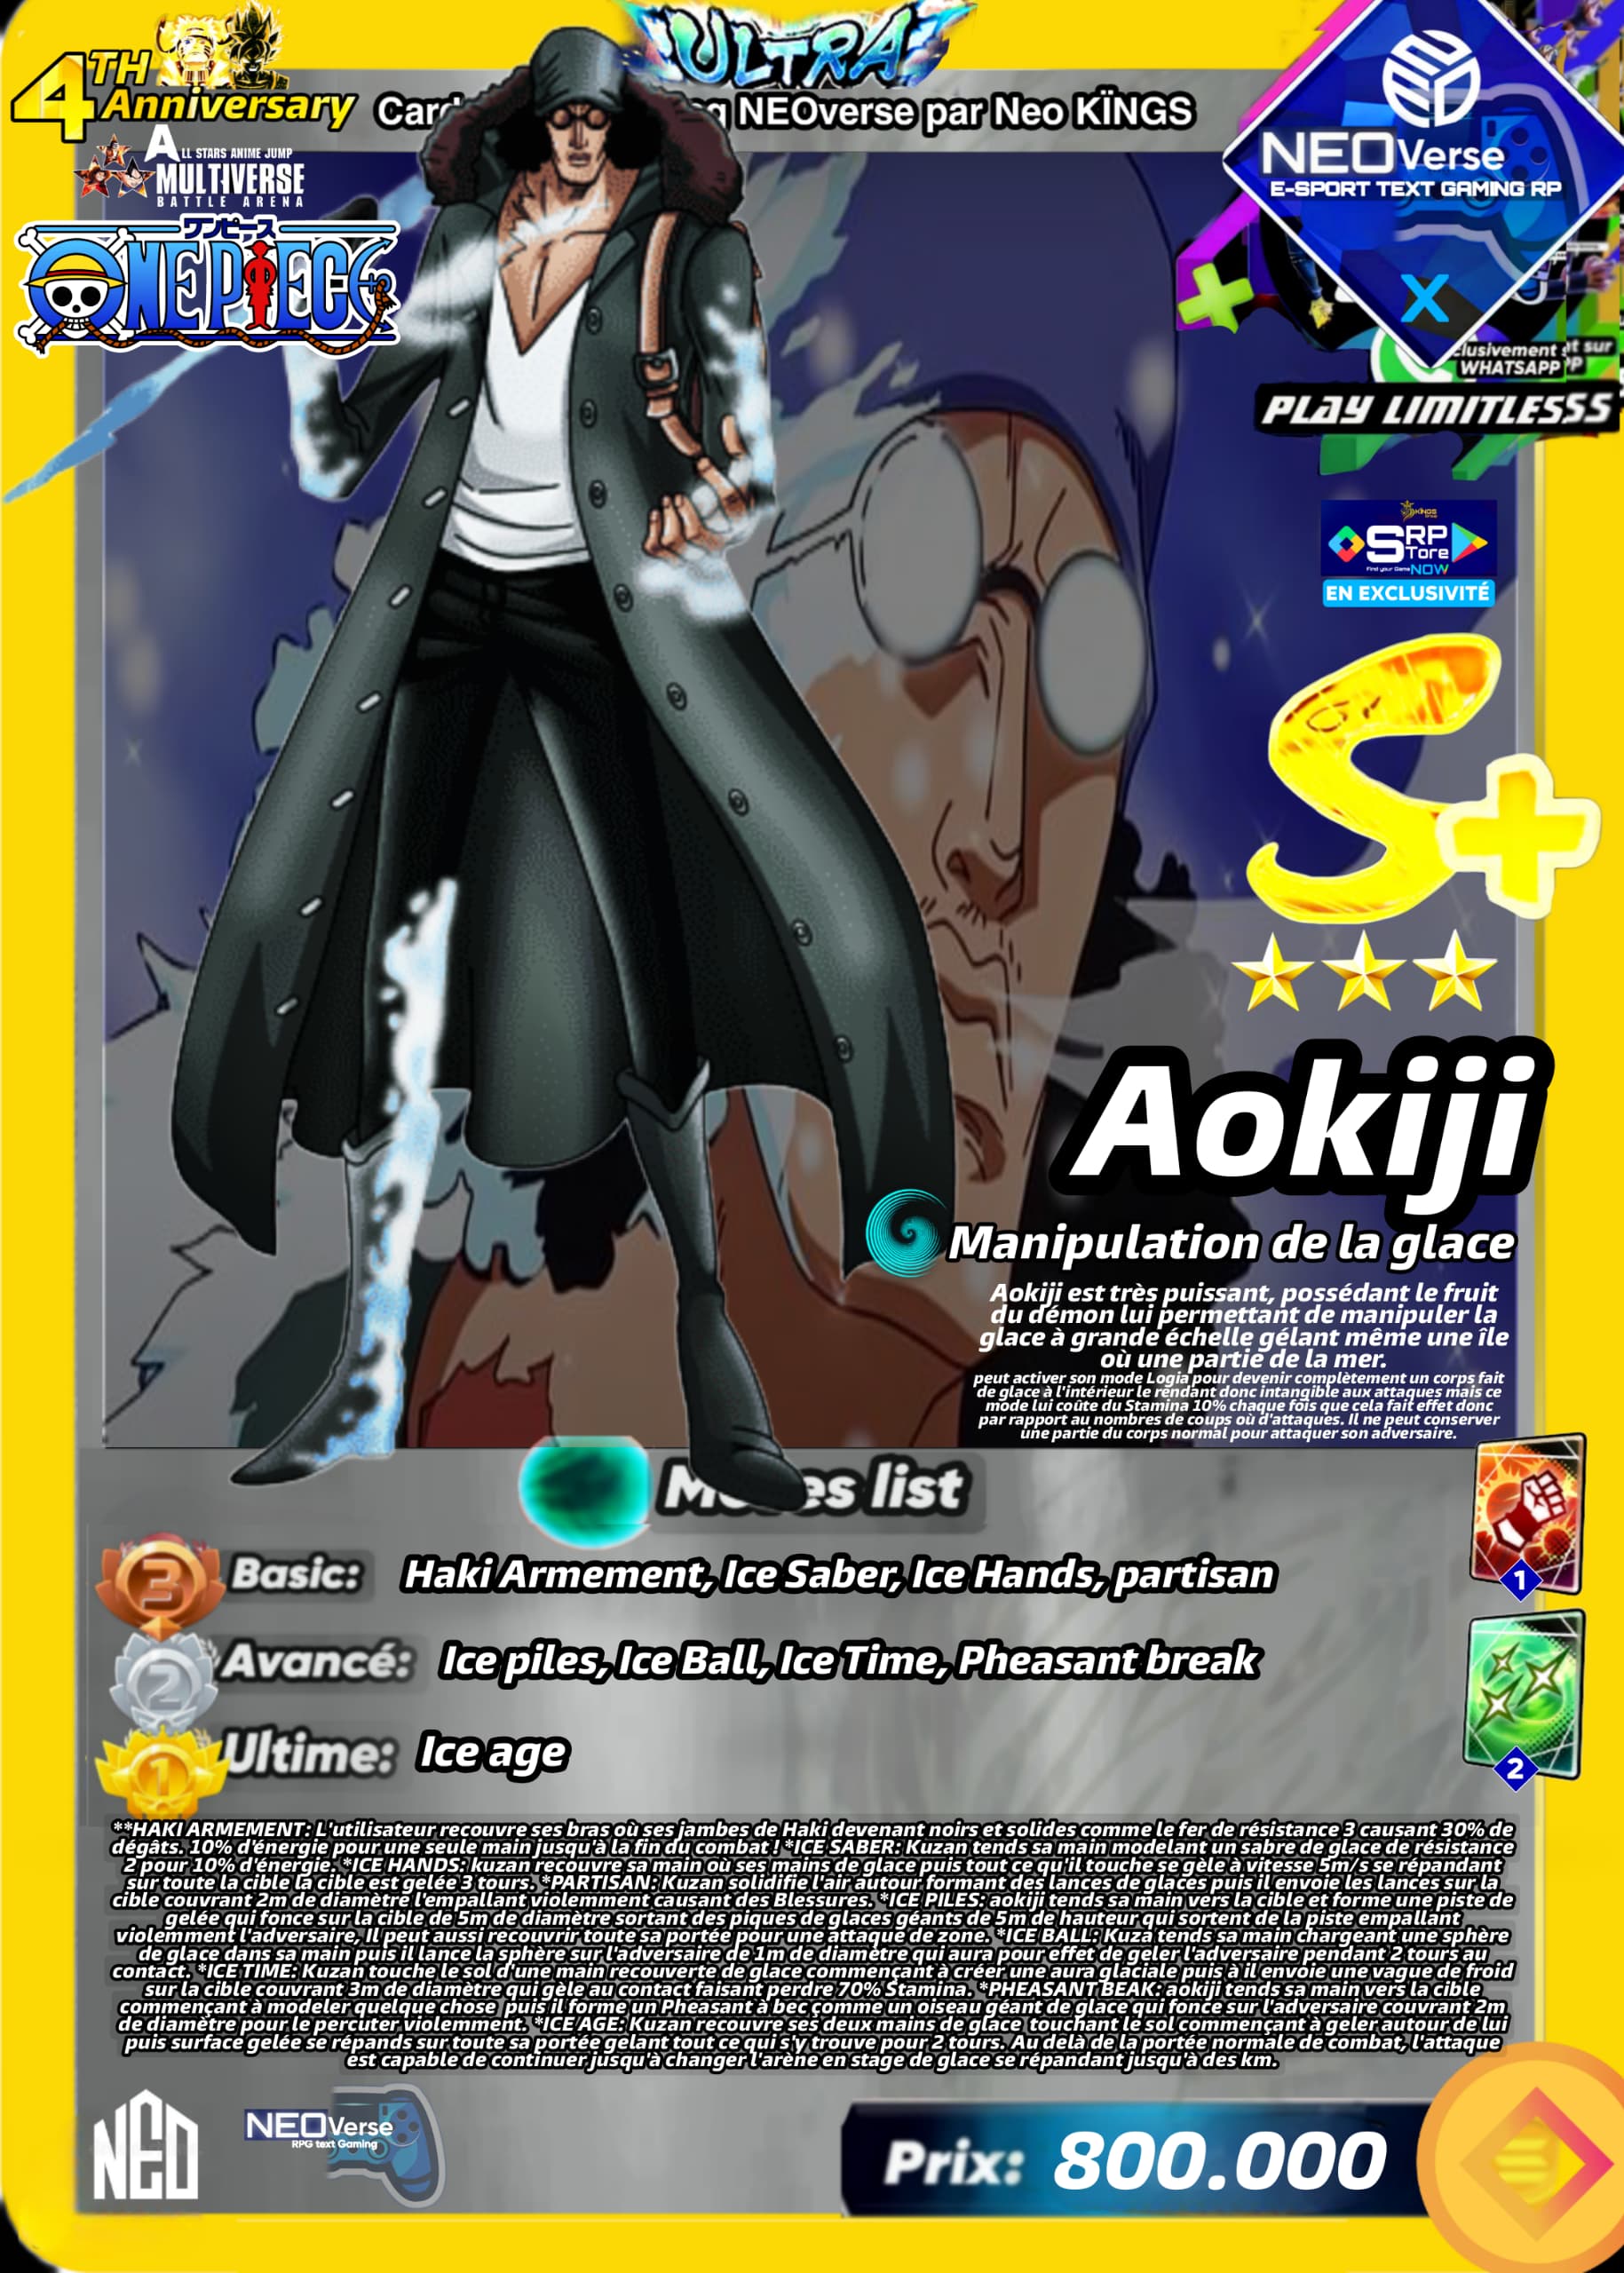 ULTRA
4TH
Anniversary
Card NEOverse par Neo KÏNGS
ALL STARS ANIME JUMP
MULTIVERSE
BATTLE ARENA
ワンピース
ONE PIECE
NEO
NEOVerse
E-SPORT TEXT GAMING RP
X
WHATSAPP
PLAY LIMITLESSS
KINGS
SRP
Tore
Find your Game NOW
EN EXCLUSIVITÉ
S+
Aokiji
Manipulation de la glace
Aokiji est très puissant, possédant le fruit
du démon lui permettant de manipuler la
glace à grande échelle gélant même une île
où une partie de la mer.
peut activer son mode Logia pour devenir complètement un corps fait
de glace à l'intérieur le rendant donc intangible aux attaques mais ce
mode lui coûte du Stamina 10% chaque fois que cela fait effet donc
par rapport au nombres de coups où d'attaques. Il ne peut conserver
une partie du corps normal pour attaquer son adversaire.
list
1
3 Basic: Haki Armement, Ice Saber, Ice Hands, partisan
2 Avancé: Ice piles, Ice Ball, Ice Time, Pheasant break
1 Ultime: Ice age
2
**HAKI ARMEMENT: L'utilisateur recouvre ses bras où ses jambes de Haki devenant noirs et solides comme le fer de résistance 3 causant 30% de
dégâts. 10% d'énergie pour une seule main jusqu'à la fin du combat ! *ICE SABER: Kuzan tends sa main modelant un sabre de glace de résistance
2 pour 10% d'énergie. *ICE HANDS: kuzan recouvre sa main où ses mains de glace puis tout ce qu'il touche se gèle à vitesse 5m/s se répandant
sur toute la cible la cible est gelée 3 tours. *PARTISAN: Kuzan solidifie l'air autour formant des lances de glaces puis il envoie les lances sur la
cible couvrant 2m de diamètre l'empallant violemment causant des Blessures. *ICE PILES: aokiji tends sa main vers la cible et forme une piste de
gelée qui fonce sur la cible de 5m de diamètre sortant des piques de glaces géants de 5m de hauteur qui sortent de la piste empallant
violemment l'adversaire, Il peut aussi recouvrir toute sa portée pour une attaque de zone. *ICE BALL: Kuza tends sa main chargeant une sphère
de glace dans sa main puis il lance la sphère sur l'adversaire de 1m de diamètre qui aura pour effet de geler l'adversaire pendant 2 tours au
contact. *ICE TIME: Kuzan touche le sol d'une main recouverte de glace commençant à créer une aura glaciale puis à il envoie une vague de froid
sur la cible couvrant 3m de diamètre qui gèle au contact faisant perdre 70% Stamina. *PHEASANT BEAK: aokiji tends sa main vers la cible
commençant à modeler quelque chose puis il forme un Pheasant à bec comme un oiseau géant de glace qui fonce sur l'adversaire couvrant 2m
de diamètre pour le percuter violemment. *ICE AGE: Kuzan recouvre ses deux mains de glace touchant le sol commençant à geler autour de lui
puis surface gelée se répands sur toute sa portée gelant tout ce qui s'y trouve pour 2 tours. Au délà de la portée normale de combat, l'attaque
est capable de continuer jusqu'à changer l'arène en stage de glace se répandant jusqu'à des km.
NEO
NEOVerse
RPG text Gaming
Prix: 800.000